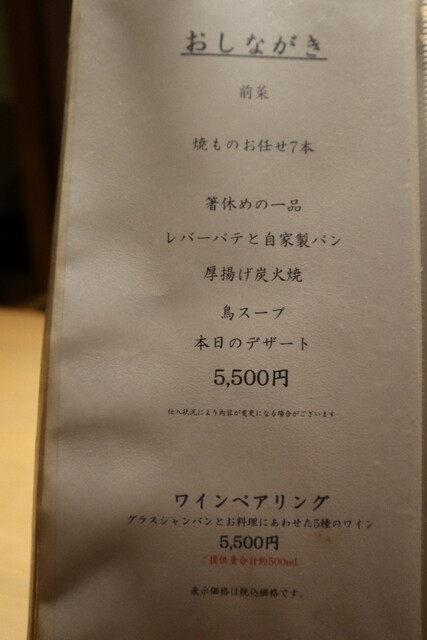 おしながき
前菜
焼ものお任せ7本
箸休めの一品
レバーパテと自家製パン
厚揚げ炭火焼
鳥スープ
本日のデザート
5,500円
仕入状況により内容が変更になる場合がございます
ワインペアリング
グラスシャンパンとお料理にあわせた5種のワイン
5,500円
ご提供量合計約500ml
表示価格は税込価格です。